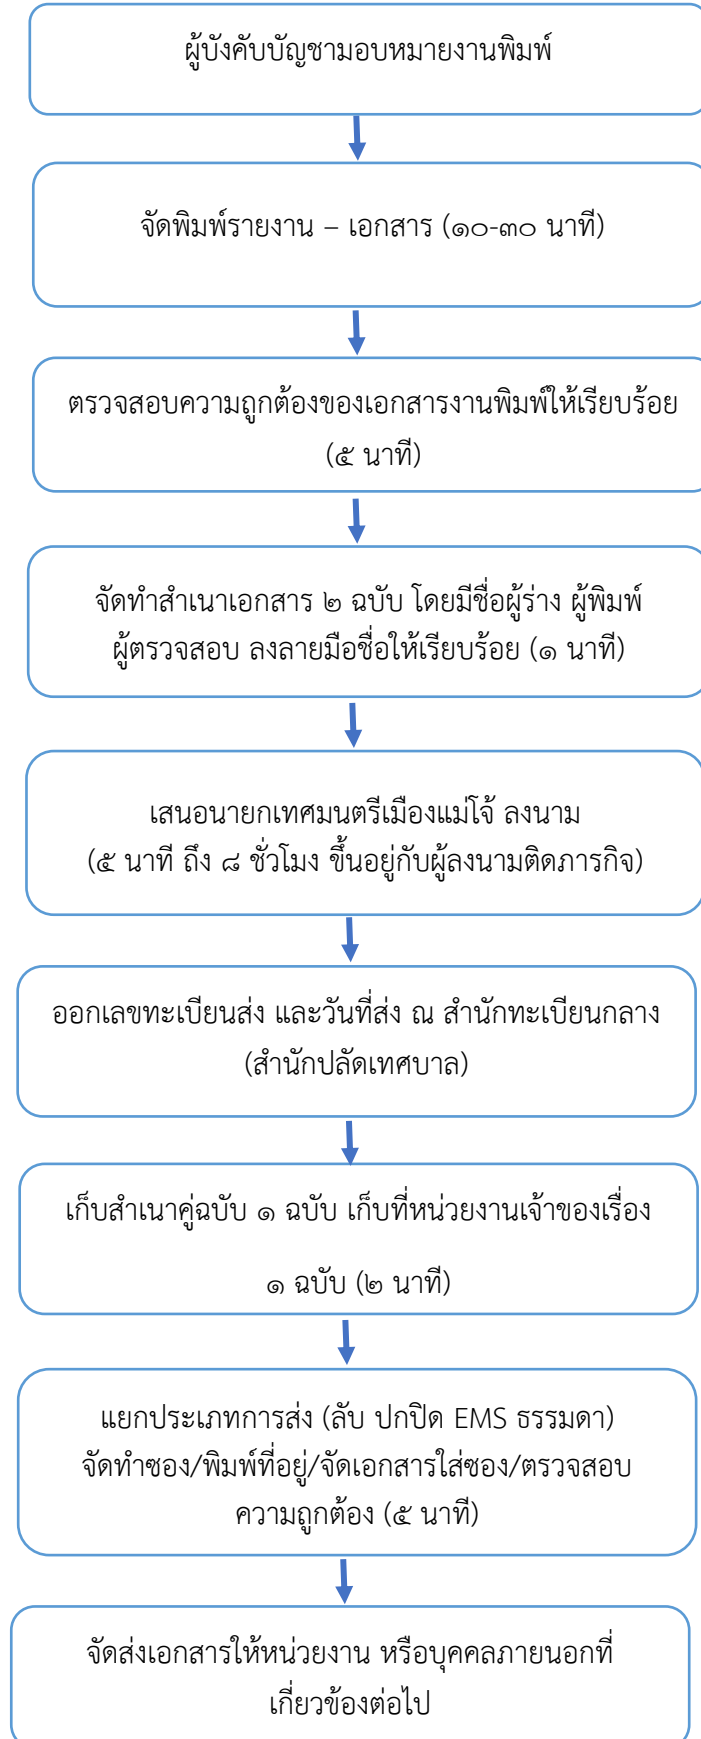 ผู้บังคับบัญชามอบหมายงานพิมพ์
จัดพิมพ์รายงาน – เอกสาร (๑๐-๓๐ นาที)
ตรวจสอบความถูกต้องของเอกสารงานพิมพ์ให้เรียบร้อย
(๕ นาที)
จัดทำสำเนาเอกสาร ๒ ฉบับ โดยมีชื่อผู้ร่าง ผู้พิมพ์
ผู้ตรวจสอบ ลงลายมือชื่อให้เรียบร้อย (๑ นาที)
เสนอนายกเทศมนตรีเมืองแม่โจ้ ลงนาม
(๕ นาที ถึง ๘ ชั่วโมง ขึ้นอยู่กับผู้ลงนามติดภารกิจ)
ออกเลขทะเบียนส่ง และวันที่ส่ง ณ สำนักทะเบียนกลาง
(สำนักปลัดเทศบาล)
เก็บสำเนาคู่ฉบับ ๑ ฉบับ เก็บที่หน่วยงานเจ้าของเรื่อง
๑ ฉบับ (๒ นาที)
แยกประเภทการส่ง (ลับ ปกปิด EMS ธรรมดา)
จัดทำซอง/พิมพ์ที่อยู่/จัดเอกสารใส่ซอง/ตรวจสอบ
ความถูกต้อง (๕ นาที)
จัดส่งเอกสารให้หน่วยงาน หรือบุคคลภายนอกที่
เกี่ยวข้องต่อไป